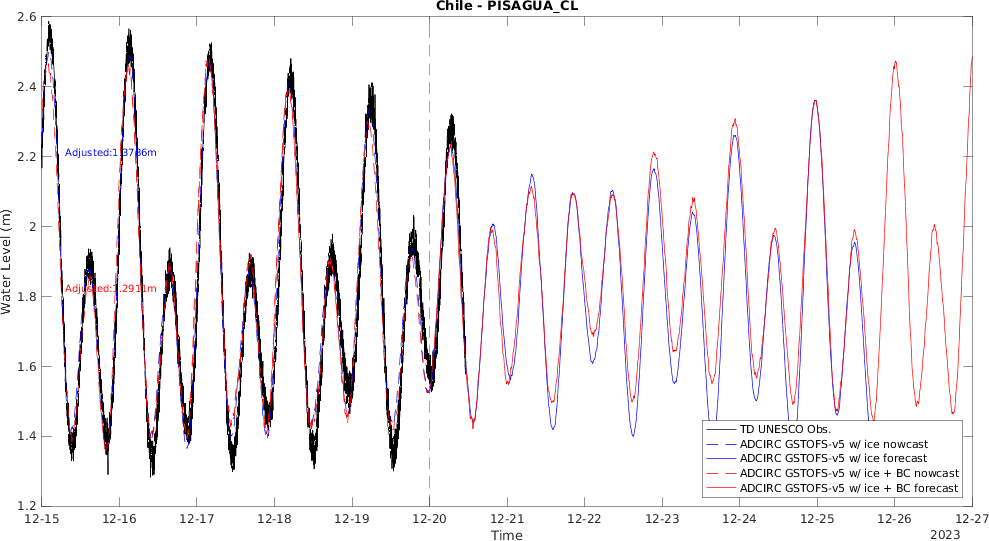 Chile - PISAGUA_CL
Water Level (m)
2.6
2.4
2.2
2
1.8
1.6
1.4
1.2
Adjusted:1.3786m
Adjusted:1.2911m
TD UNESCO Obs.
ADCIRC GSTOFS-v5 w/ ice nowcast
ADCIRC GSTOFS-v5 w/ ice forecast
ADCIRC GSTOFS-v5 w/ ice + BC nowcast
ADCIRC GSTOFS-v5 w/ ice + BC forecast
12-15 12-16 12-17 12-18 12-19 12-20 12-21 12-22 12-23 12-24 12-25 12-26 12-27
Time
2023